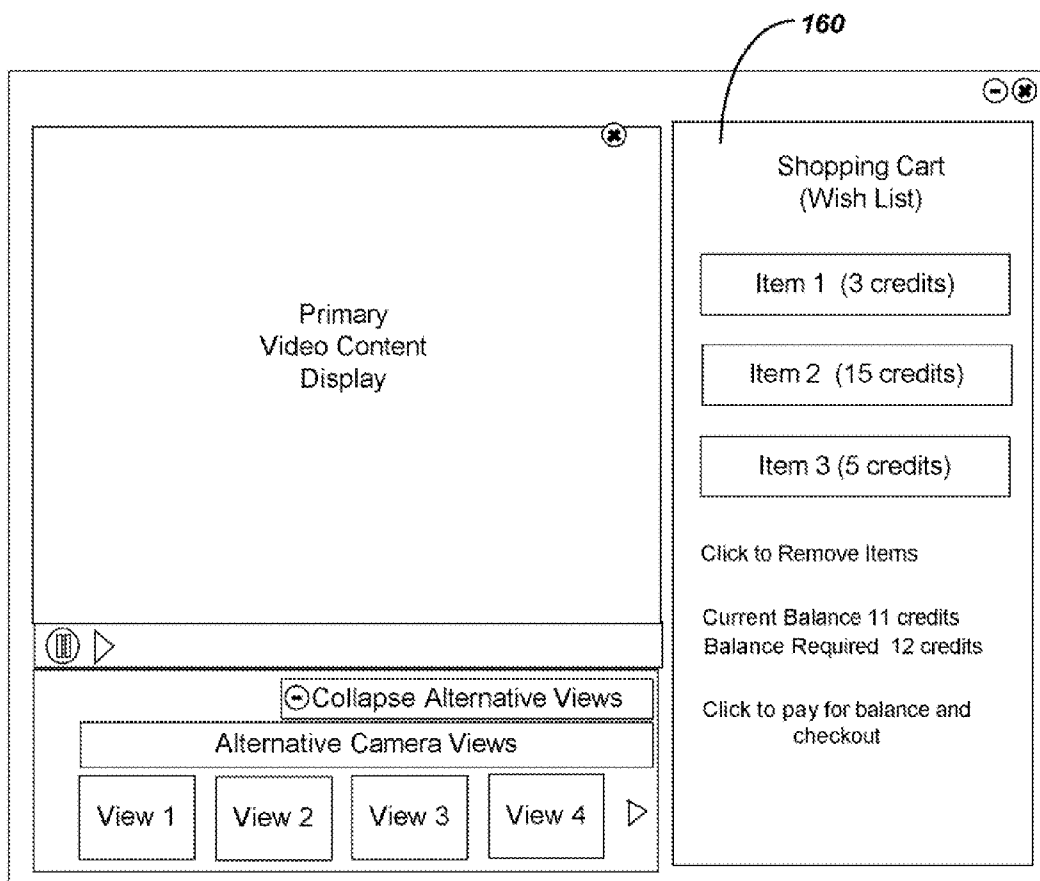 160
Primary
Video Content
Display
Collapse Alternative Views
Alternative Camera Views
View 1
View 2
View 3
View 4
Shopping Cart
(Wish List)
Item 1 (3 credits)
Item 2 (15 credits)
Item 3 (5 credits)
Click to Remove Items
Current Balance 11 credits
Balance Required 12 credits
Click to pay for balance and
checkout